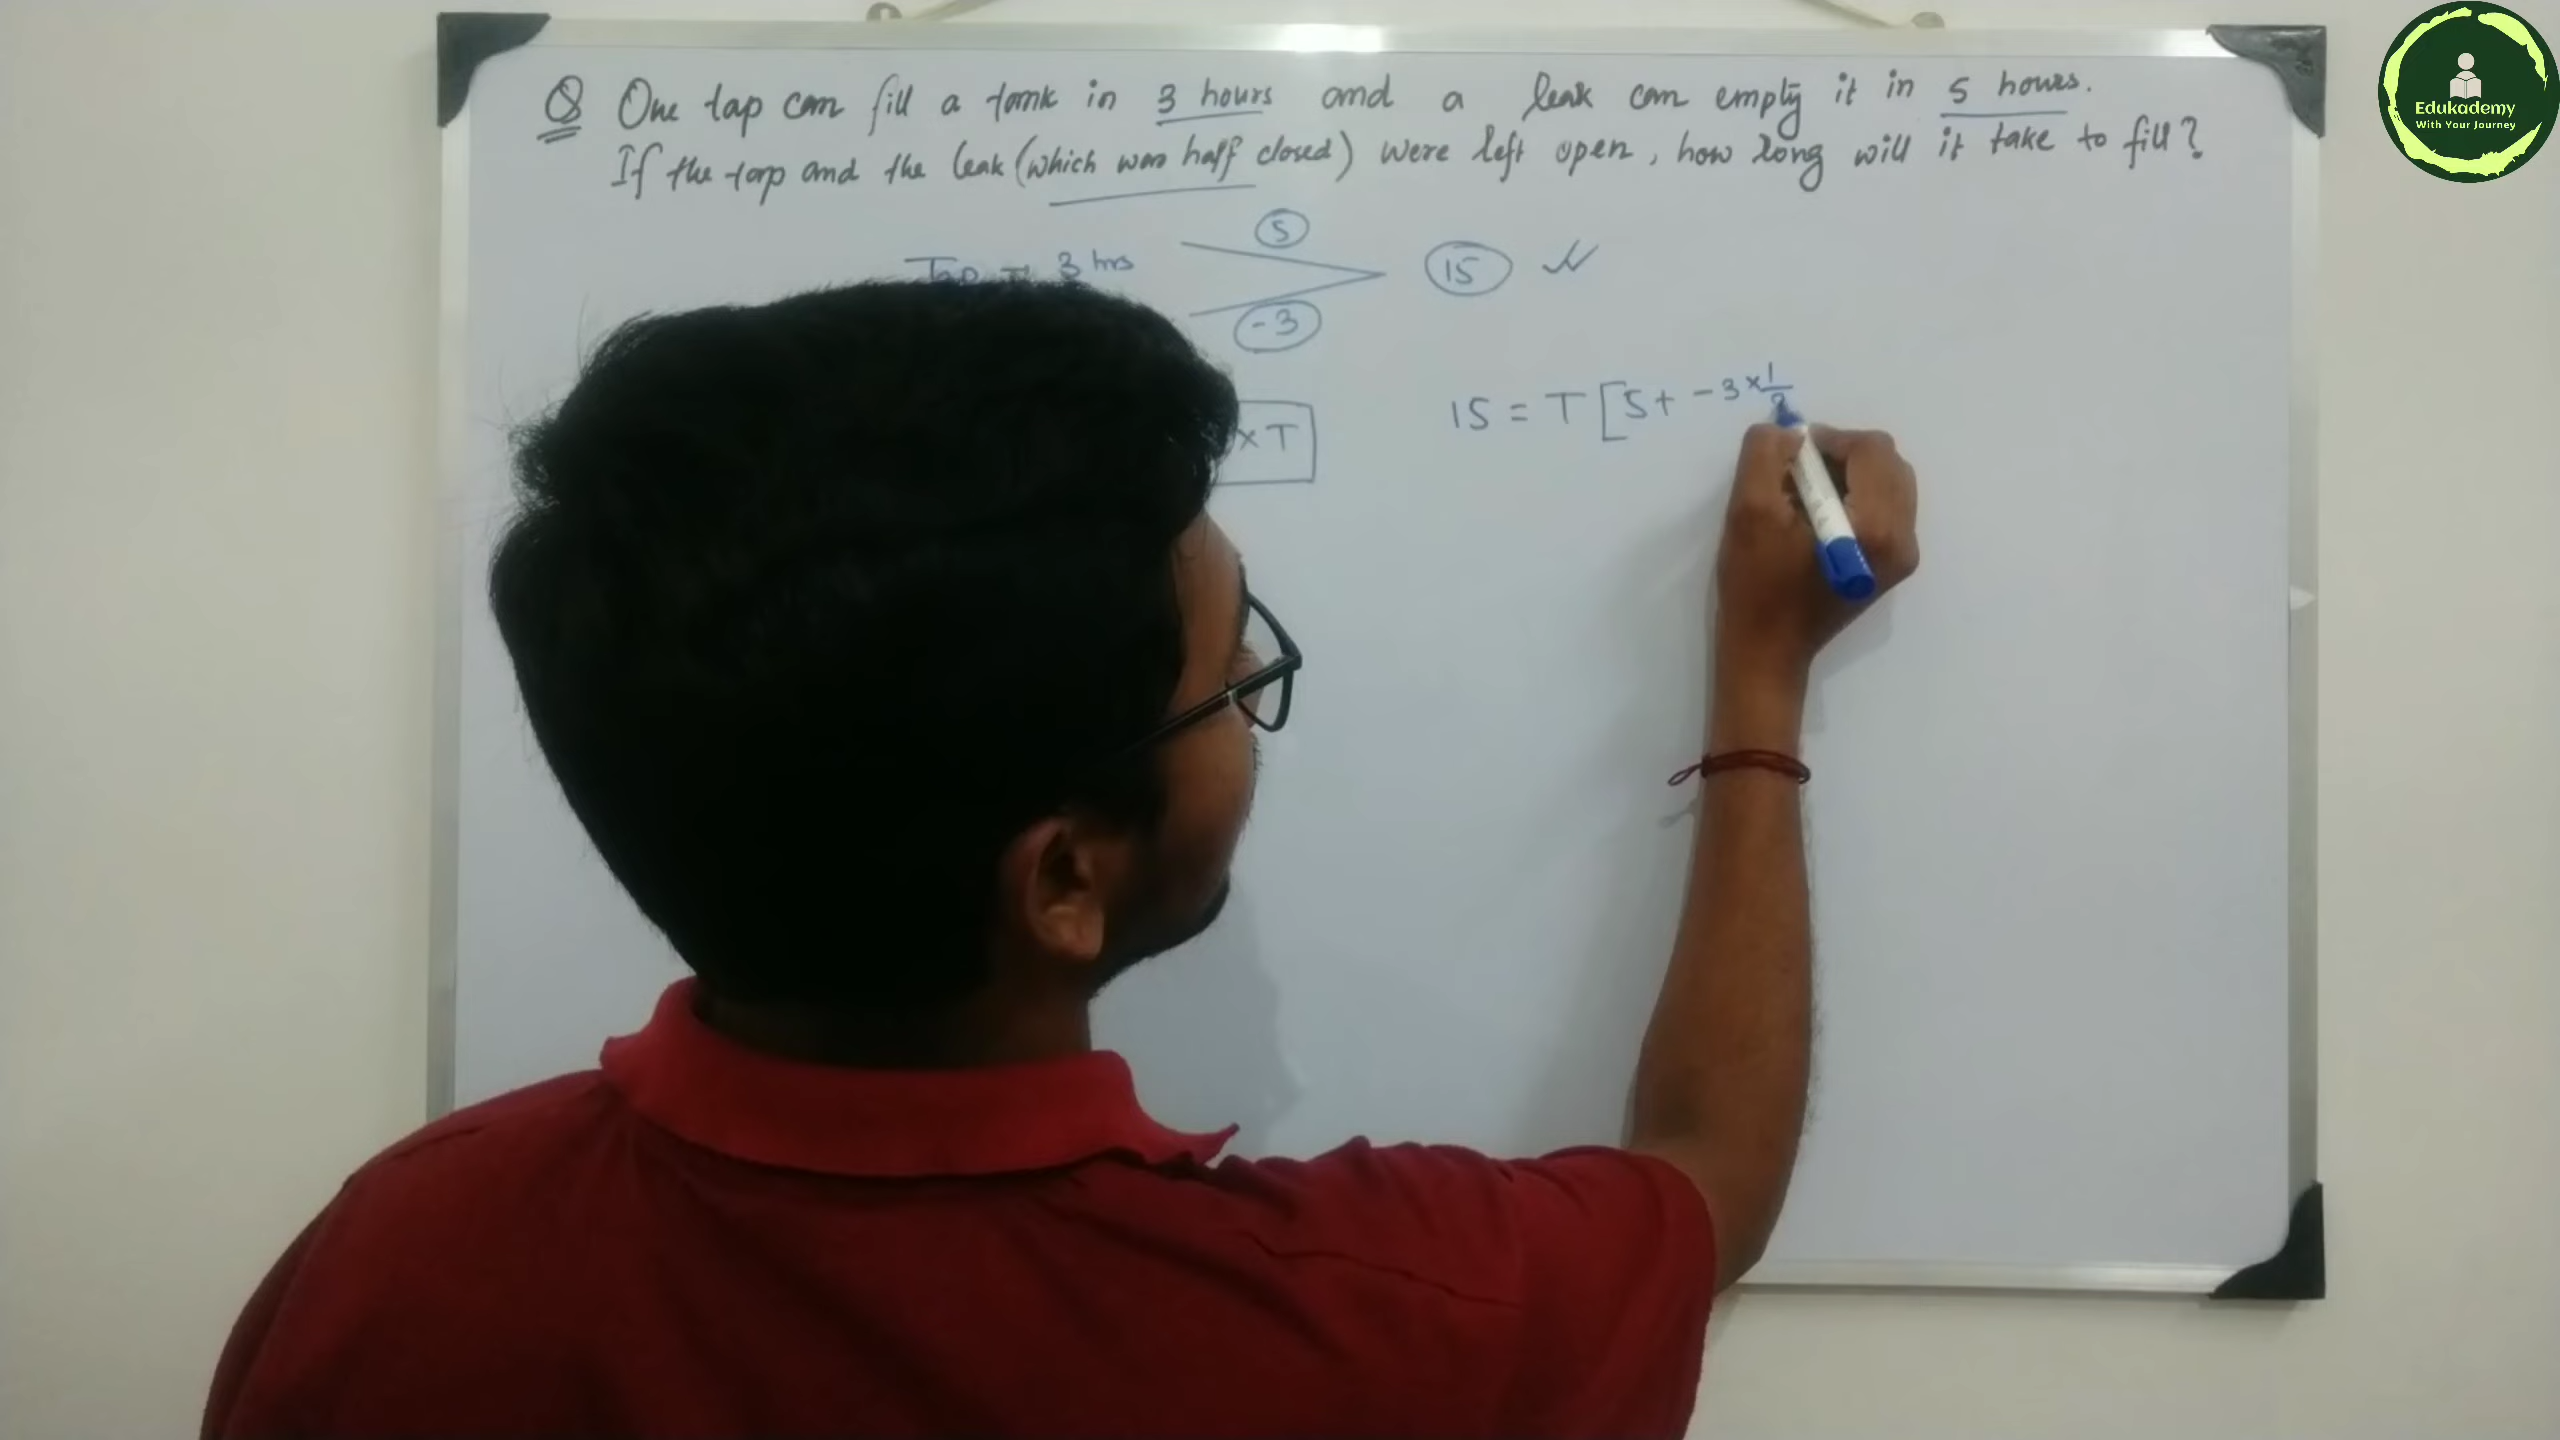 Q One tap can fill a tank in 3 hours and a leak can empty it in 5 hours.
If the tap and the leak (which was half closed) were left open, how long will it take to fill?
Tap = 3 hrs
5
-3
15
× T
15 = T [5 + - 3 × 1/2
Edukademy
With Your Journey